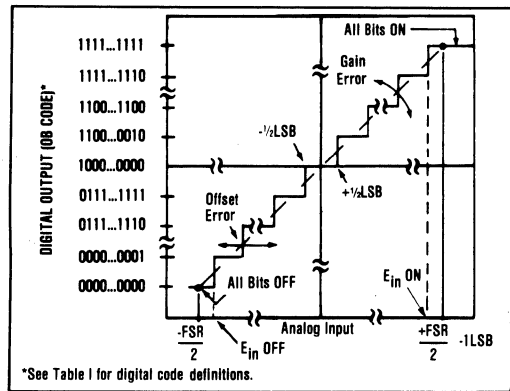 DIGITAL OUTPUT (OB CODE)*
1111...1111
1111...1110
1100...1100
1100...0010
1000...0000
0111...1111
0111...1110
0000...0001
0000...0000
All Bits ON
Gain
Error
-½LSB
+½LSB
Offset
Error
All Bits OFF
Ein ON
Ein OFF
Analog Input
-FSR
2
+FSR
2
-1LSB
*See Table I for digital code definitions.